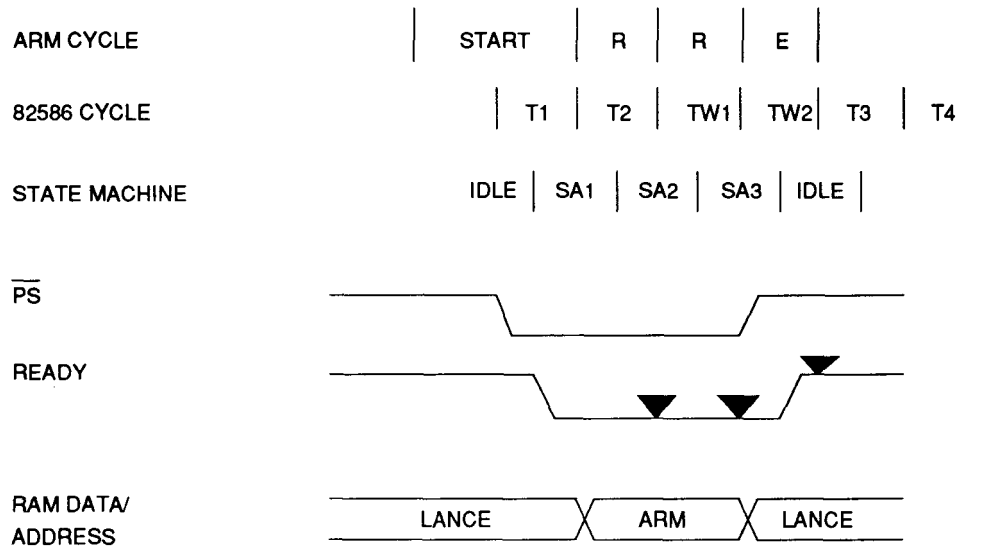 ARM CYCLE START R R E
82586 CYCLE T1 T2 TW1 TW2 T3 T4
STATE MACHINE IDLE SA1 SA2 SA3 IDLE
PS
READY
RAM DATA/
ADDRESS LANCE ARM LANCE